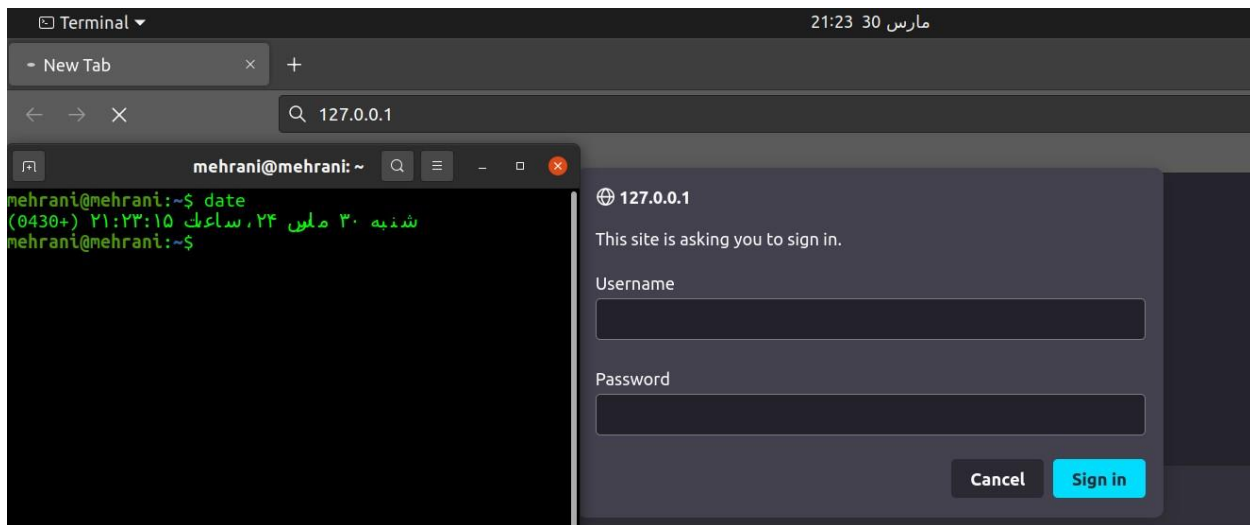 Terminal
21:23 30 مارس
New Tab
127.0.0.1
mehrani@mehrani: ~
mehrani@mehrani:~$ date
شنبه ۳۰ مارس ۲۴، ساعت ۲۱:۲۳:۱۵ (+0430)
mehrani@mehrani:~$
127.0.0.1
This site is asking you to sign in.
Username
Password
Cancel
Sign in